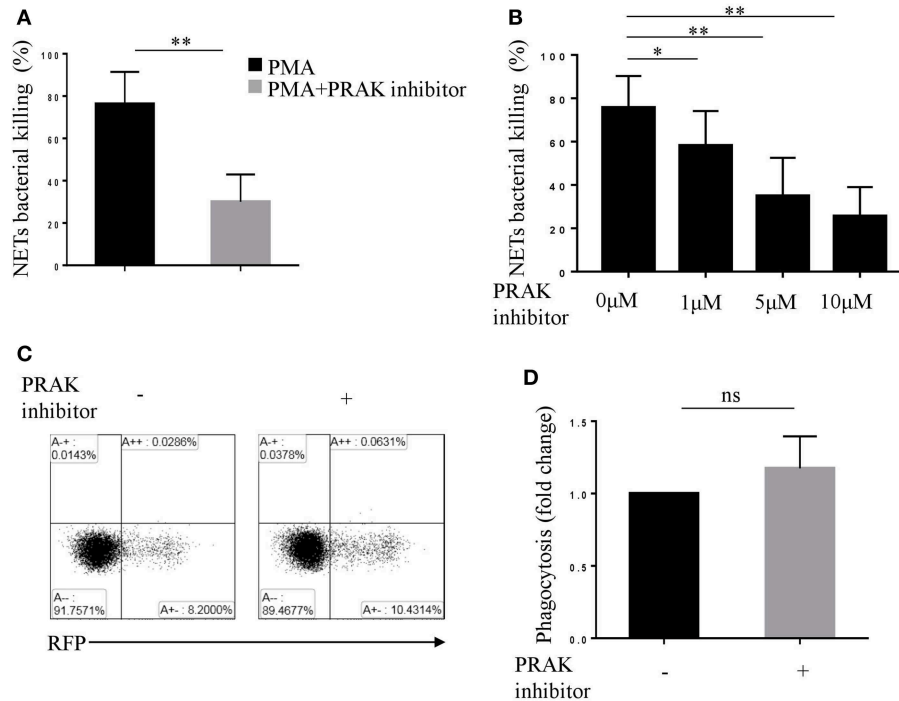 A
**
NETs bacterial killing (%)
100
80
60
40
20
0
PMA
PMA+PRAK inhibitor
B
**
**
*
NETs bacterial killing (%)
100
80
60
40
20
0
PRAK
inhibitor
0μM 1μM 5μM 10μM
C
PRAK
inhibitor
- +
A-+ :
0.0143%
A++ : 0.0286%
A-- :
91.7571%
A+- : 8.2000%
A-+ :
0.0378%
A++ : 0.0631%
A-- :
89.4677%
A+- : 10.4314%
RFP
D
ns
Phagocytosis (fold change)
1.5
1.0
0.5
0.0
PRAK
inhibitor
- +